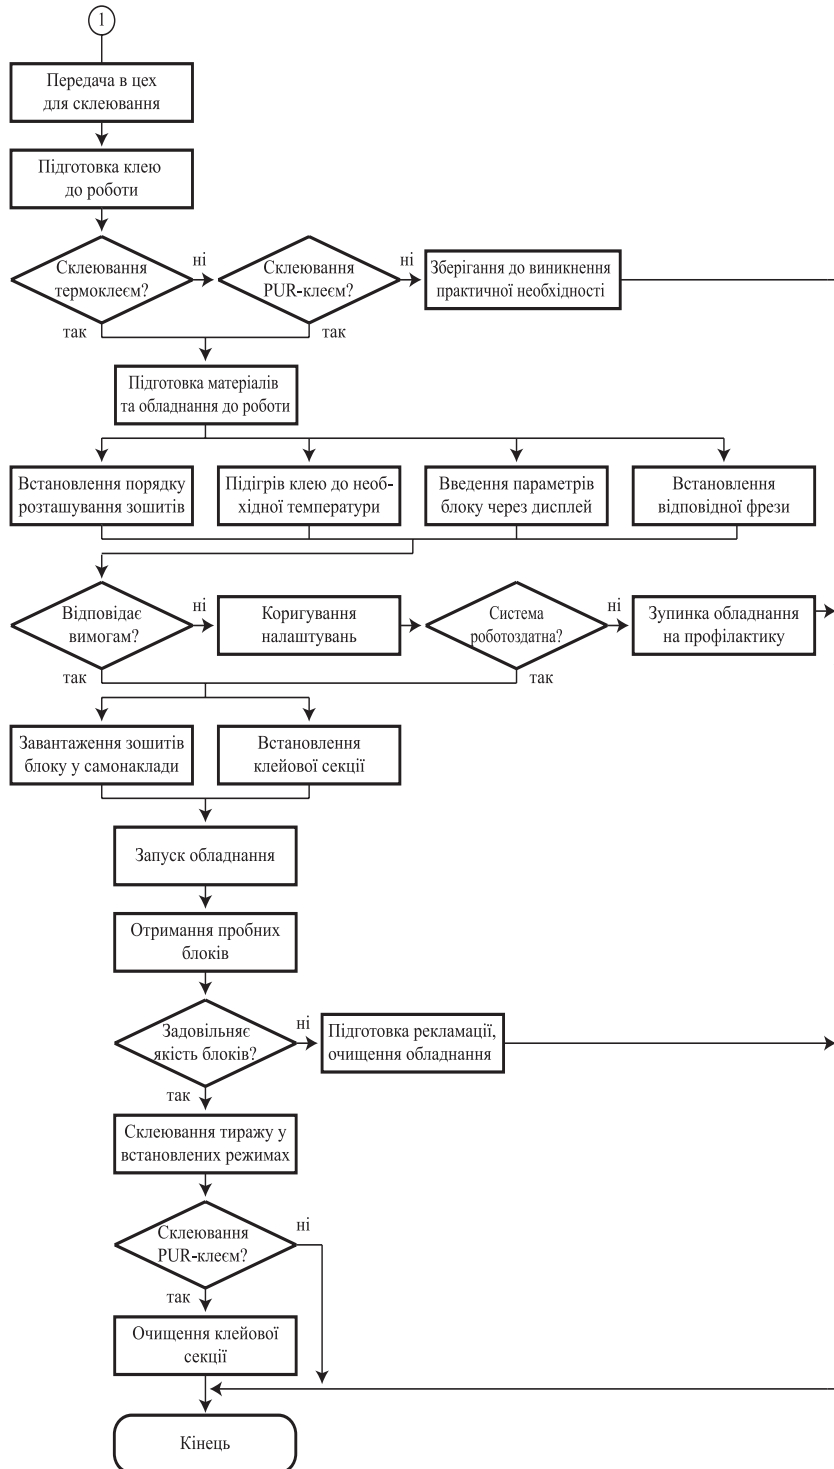 1
Передача в цех
для склеювання
Підготовка клею
до роботи
Склеювання
термоклеєм?
ні
Склеювання
PUR-клеєм?
ні
Зберігання до виникнення
практичної необхідності
так
так
Підготовка матеріалів
та обладнання до роботи
Встановлення порядку
розташування зошитів
Підігрів клею до необ-
хідної температури
Введення параметрів
блоку через дисплей
Встановлення
відповідної фрези
Відповідає
вимогам?
ні
Коригування
налаштувань
Система
роботоздатна?
ні
Зупинка обладнання
на профілактику
так
так
Завантаження зошитів
блоку у самонаклади
Встановлення
клейової секції
Запуск обладнання
Отримання пробних
блоків
Задовільняє
якість блоків?
ні
Підготовка рекламації,
очищення обладнання
так
Склеювання тиражу у
встановлених режимах
Склеювання
PUR-клеєм?
ні
так
Очищення клейової
секції
Кінець